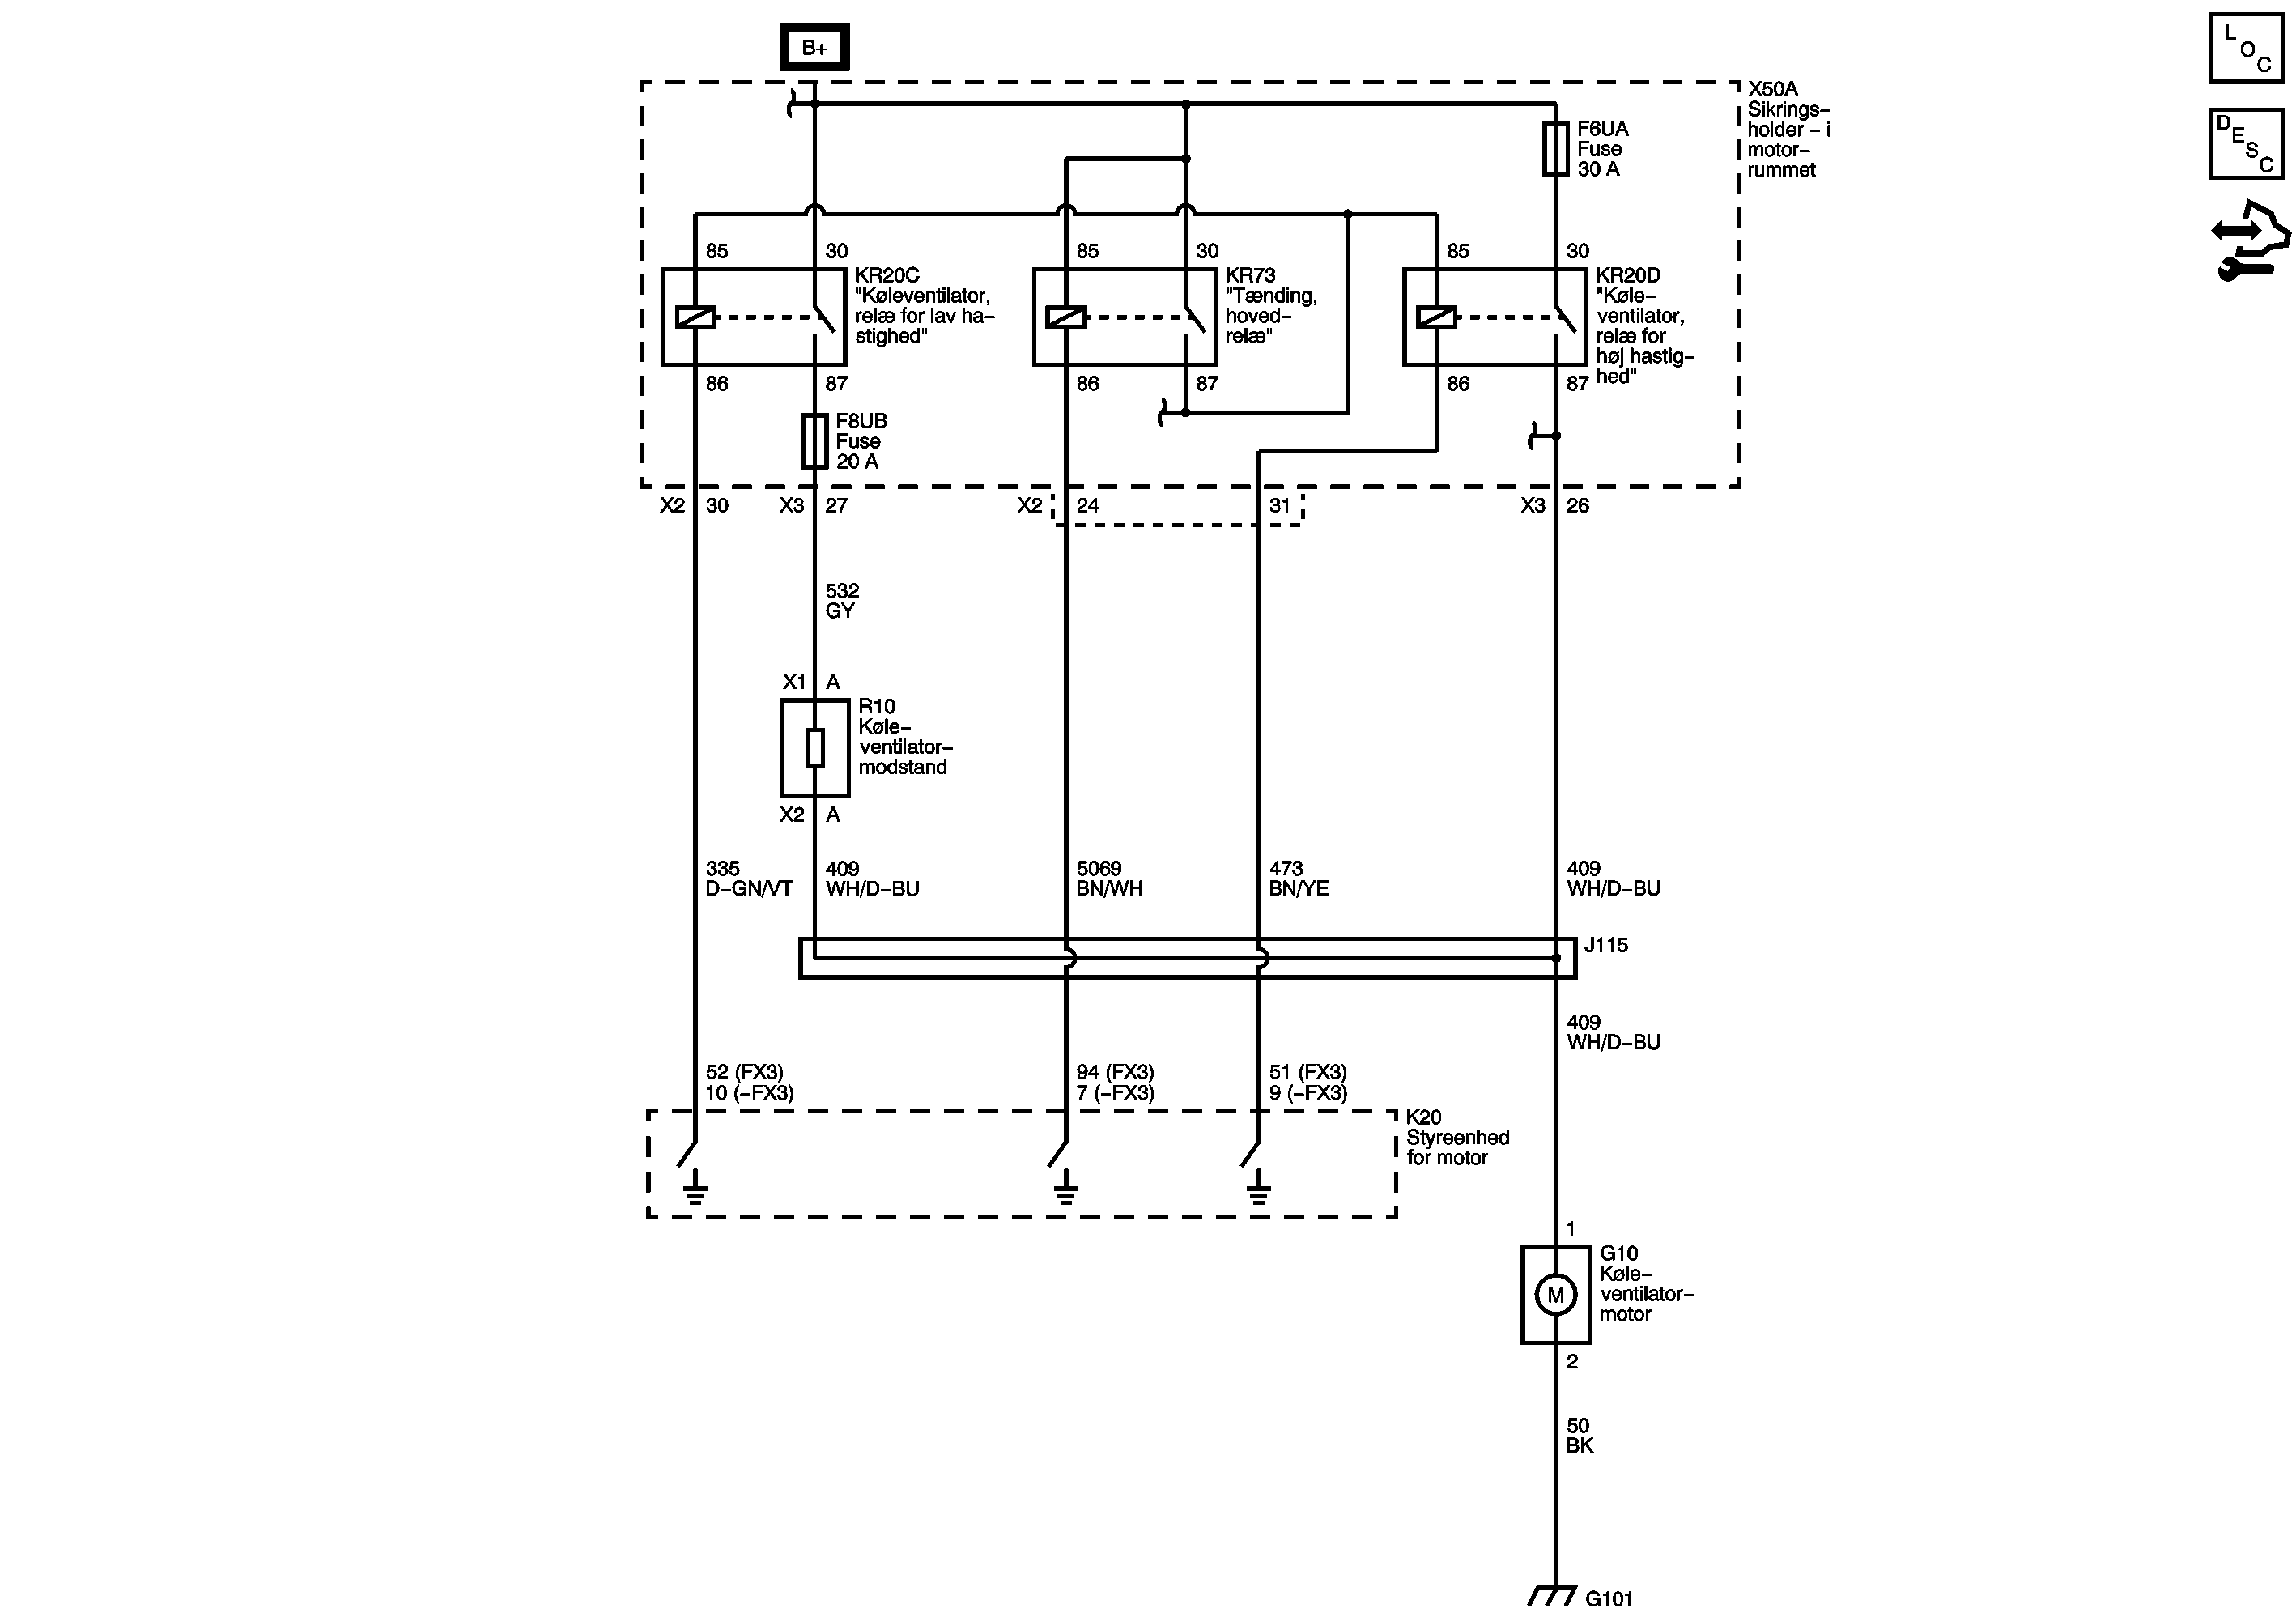 B+
L
O
C
D
E
S
C
X50A
Sikrings–
holder – i
motor–
rummet
F6UA
Fuse
30 A
85
30
KR20C
"Køleventilator,
relæ for lav ha–
stighed"
86
87
85
30
KR73
"Tænding,
hoved–
relæ"
86
87
85
30
KR20D
"Køle–
ventilator,
relæ for
høj hastig–
hed"
86
87
F8UB
Fuse
20 A
X2 30
X3 27
X2 24
31
X3 26
532
GY
X1 A
R10
Køle–
ventilator–
modstand
X2 A
335
D–GN/VT
409
WH/D–BU
5069
BN/WH
473
BN/YE
409
WH/D–BU
J115
409
WH/D–BU
52 (FX3)
10 (–FX3)
94 (FX3)
7 (–FX3)
51 (FX3)
9 (–FX3)
K20
Styreenhed
for motor
1
G10
Køle–
ventilator–
motor
M
2
50
BK
G101